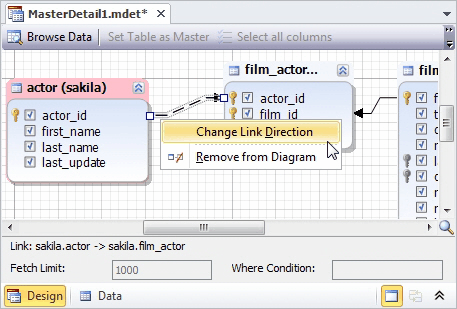 MasterDetail1.mdet*
Browse Data Set Table as Master Select all columns
actor (sakila)
actor_id
first_name
last_name
last_update
film_actor...
actor_id
film_id
film
Change Link Direction
Remove from Diagram
Link: sakila.actor -> sakila.film_actor
Fetch Limit: 1000 Where Condition:
Design Data